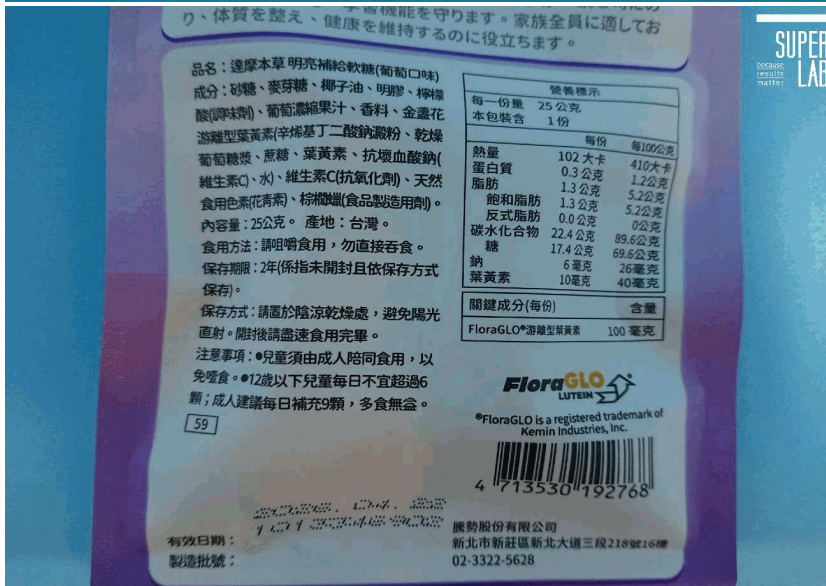 り、体質を整え、健康を維持するのに役立ちます。家族全員に適してお
SUPER
LAB
because
results
matter
品名：達摩本草 明亮補給軟糖(葡萄口味)
成分：砂糖、麥芽糖、椰子油、明膠、檸檬
酸(調味劑)、葡萄濃縮果汁、香料、金盞花
游離型葉黃素(辛烯基丁二酸鈉澱粉、乾燥
葡萄糖漿、蔗糖、葉黃素、抗壞血酸鈉(
維生素C)、水)、維生素C(抗氧化劑)、天然
食用色素(花青素)、棕櫚蠟(食品製造用劑)。
內容量：25公克。 產地：台灣。
食用方法：請咀嚼食用，勿直接吞食。
保存期限：2年(係指未開封且依保存方式
保存)。
保存方式：請置於陰涼乾燥處，避免陽光
直射。開封後請盡速食用完畢。
注意事項：●兒童須由成人陪同食用，以
免噎食。●12歲以下兒童每日不宜超過6
顆；成人建議每日補充9顆，多食無益。
59
有效日期：
製造批號：
營養標示
每一份量 25公克
本包裝含 1份
每份 每100公克
熱量 102大卡 410大卡
蛋白質 0.3公克 1.2公克
脂肪 1.3公克 5.2公克
飽和脂肪 1.3公克 5.2公克
反式脂肪 0.0公克 0公克
碳水化合物 22.4公克 89.6公克
糖 17.4公克 69.6公克
鈉 6毫克 26毫克
葉黃素 10毫克 40毫克
關鍵成分(每份) 含量
FloraGLO®游離型葉黃素 100毫克
FloraGLO
LUTEIN
®FloraGLO is a registered trademark of
Kemin Industries, Inc.
4 713530 192768
騰勢股份有限公司
新北市新莊區新北大道三段218號16樓
02-3322-5628